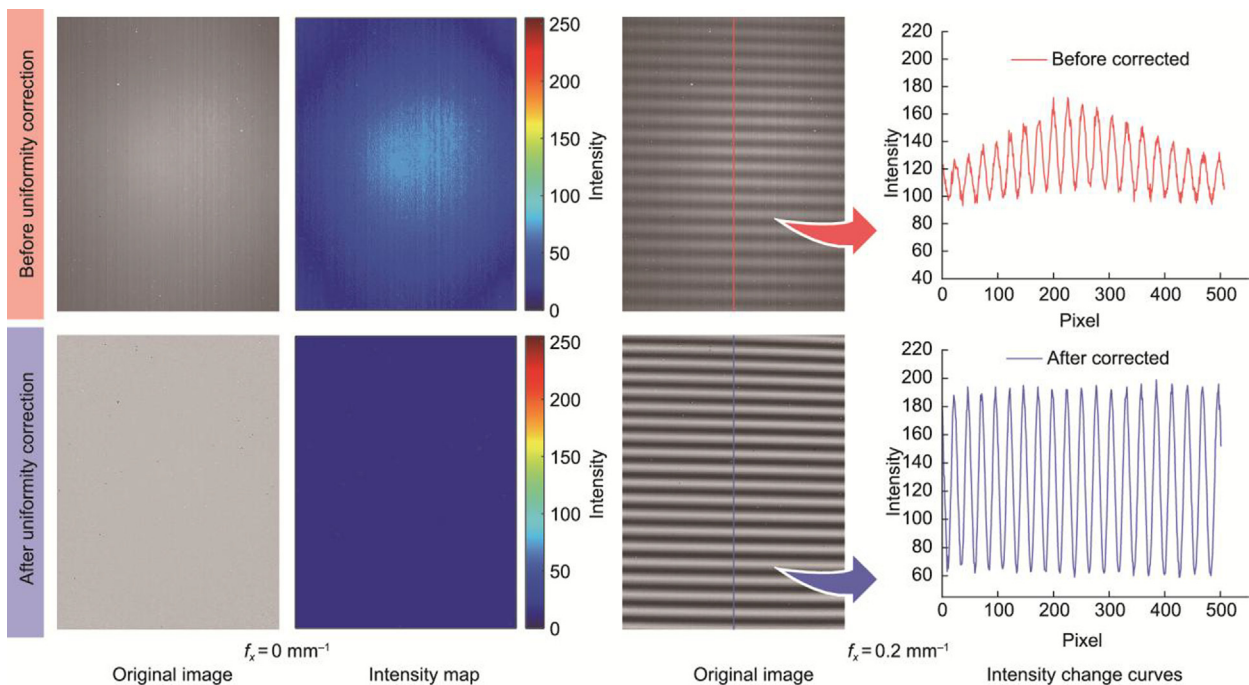 Before uniformity correction
250
200
150
100
50
0
Intensity
220
200
180
160
140
120
100
80
60
40
Intensity
Before corrected
0 100 200 300 400 500
Pixel
After uniformity correction
250
200
150
100
50
0
Intensity
220
200
180
160
140
120
100
80
60
Intensity
After corrected
0 100 200 300 400 500
Pixel
fₓ = 0 mm⁻¹
fₓ = 0.2 mm⁻¹
Original image
Intensity map
Original image
Intensity change curves